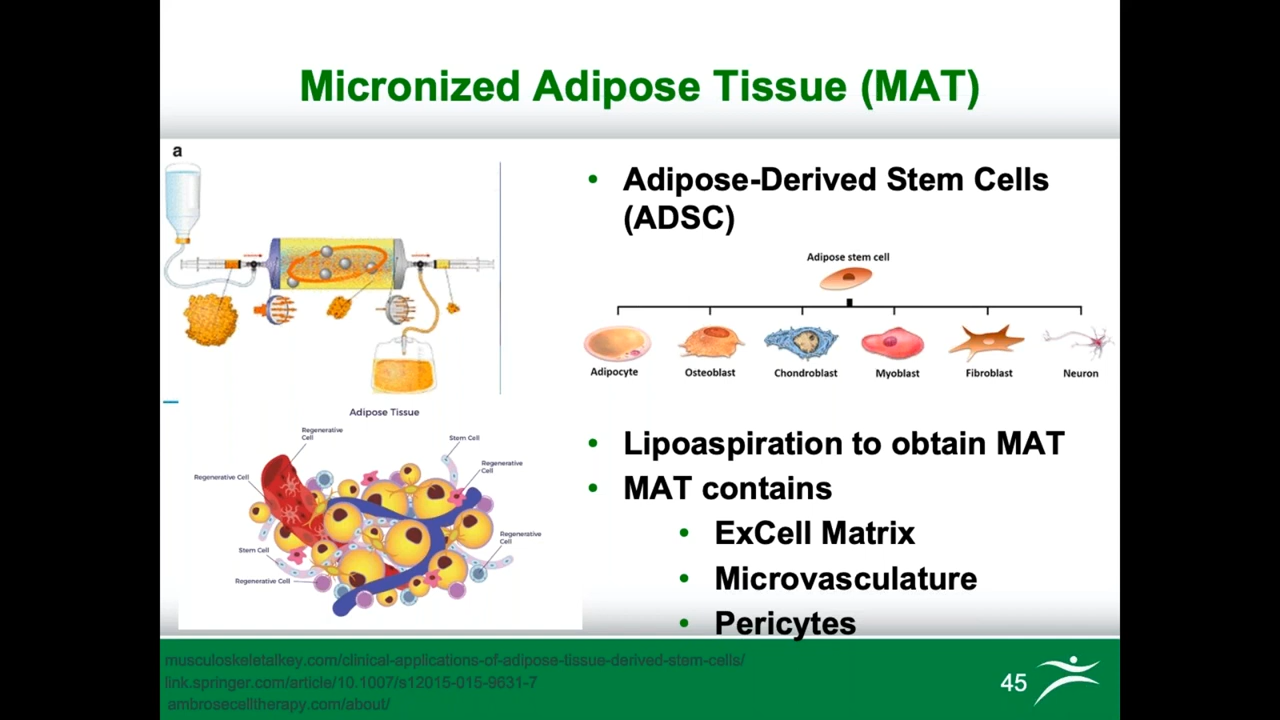 Micronized Adipose Tissue (MAT)
a
• Adipose-Derived Stem Cells
(ADSC)
Adipose stem cell
Adipocyte
Osteoblast
Chondroblast
Myoblast
Fibroblast
Neuron
Adipose Tissue
Regenerative
Cell
Stem Cell
Regenerative
Cell
Regenerative Cell
Regenerative
Cell
Stem Cell
Regenerative Cell
• Lipoaspiration to obtain MAT
• MAT contains
• ExCell Matrix
• Microvasculature
• Pericytes
musculoskeletalkey.com/clinical-applications-of-adipose-tissue-derived-stem-cells/
link.springer.com/article/10.1007/s12015-015-9631-7
ambrosecelltherapy.com/about/
45